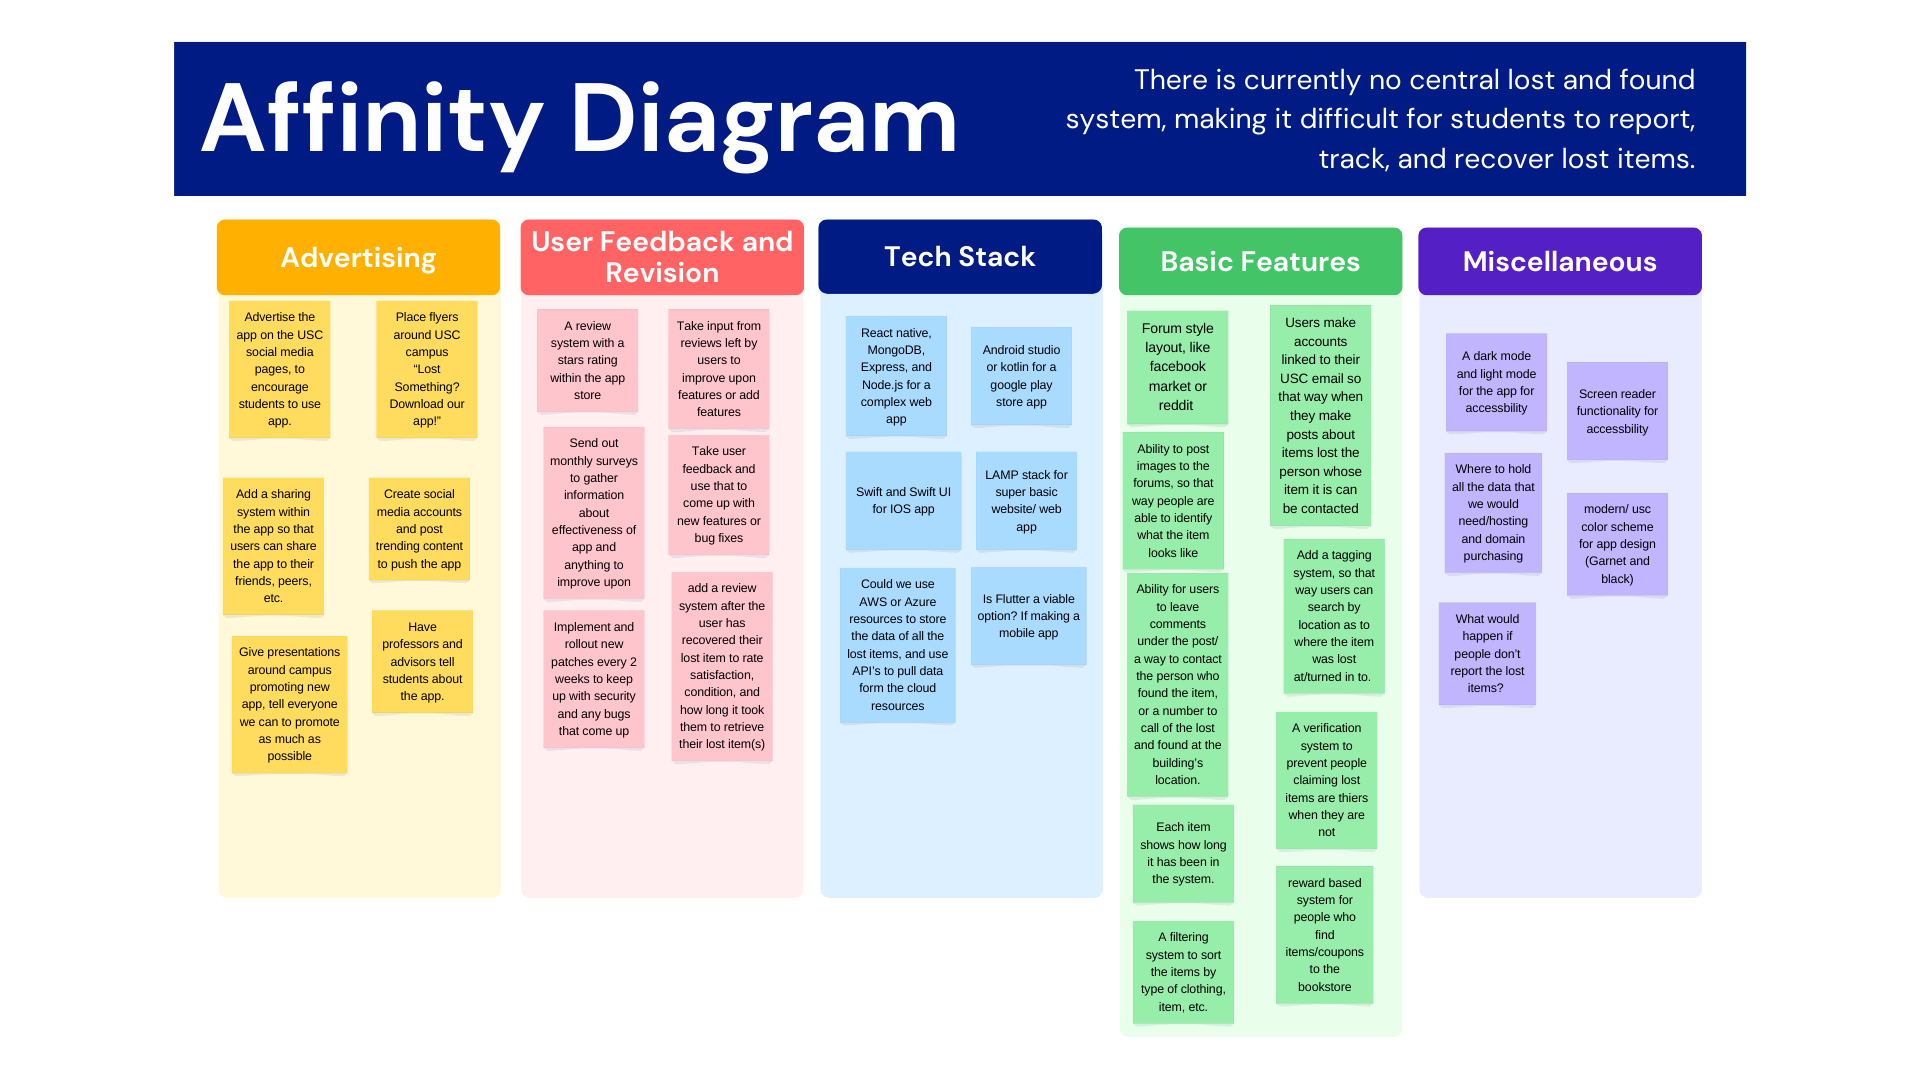 Affinity Diagram
There is currently no central lost and found
system, making it difficult for students to report,
track, and recover lost items.
Advertising
Advertise the
app on the USC
social media
pages, to
encourage
students to use
app.
Place flyers
around USC
campus
“Lost
Something?
Download our
app!”
Add a sharing
system within
the app so that
users can share
the app to their
friends, peers,
etc.
Create social
media accounts
and post
trending content
to push the app
Give presentations
around campus
promoting new
app, tell everyone
we can to promote
as much as
possible
Have
professors and
advisors tell
students about
the app.
User Feedback and
Revision
A review
system with a
stars rating
within the app
store
Take input from
reviews left by
users to
improve upon
features or add
features
Send out
monthly surveys
to gather
information
about
effectiveness of
app and
anything to
improve upon
Take user
feedback and
use that to
come up with
new features or
bug fixes
Implement and
rollout new
patches every 2
weeks to keep
up with security
and any bugs
that come up
add a review
system after the
user has
recovered their
lost item to rate
satisfaction,
condition, and
how long it took
them to retrieve
their lost item(s)
Tech Stack
React native,
MongoDB,
Express, and
Node.js for a
complex web
app
Android studio
or kotlin for a
google play
store app
Swift and Swift UI
for IOS app
LAMP stack for
super basic
website/ web
app
Could we use
AWS or Azure
resources to store
the data of all the
lost items, and use
API's to pull data
form the cloud
resources
Is Flutter a viable
option? If making a
mobile app
Basic Features
Forum style
layout, like
facebook
market or
reddit
Users make
accounts
linked to their
USC email so
that way when
they make
posts about
items lost the
person whose
item it is can
be contacted
Ability to post
images to the
forums, so that
way people are
able to identify
what the item
looks like
Add a tagging
system, so that
way users can
search by
location as to
where the item
was lost
at/turned in to.
Ability for users
to leave
comments
under the post/
a way to contact
the person who
found the item,
or a number to
call of the lost
and found at the
building's
location.
A verification
system to
prevent people
claiming lost
items are thiers
when they are
not
Each item
shows how long
it has been in
the system.
reward based
system for
people who
find
items/coupons
to the
bookstore
A filtering
system to sort
the items by
type of clothing,
item, etc.
Miscellaneous
A dark mode
and light mode
for the app for
accessbility
Screen reader
functionality for
accessbility
Where to hold
all the data that
we would
need/hosting
and domain
purchasing
modern/ usc
color scheme
for app design
(Garnet and
black)
What would
happen if
people don't
report the lost
items?